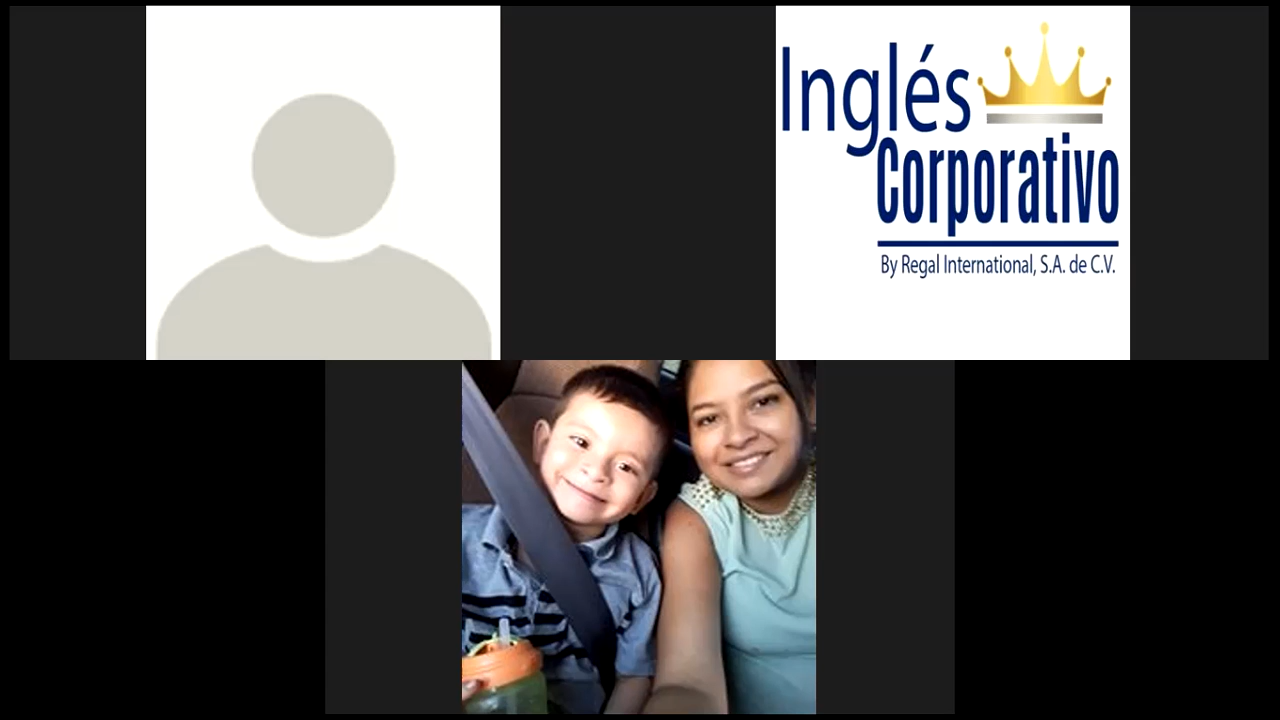 Inglés
Corporativo
By Regal International, S.A. de C.V.